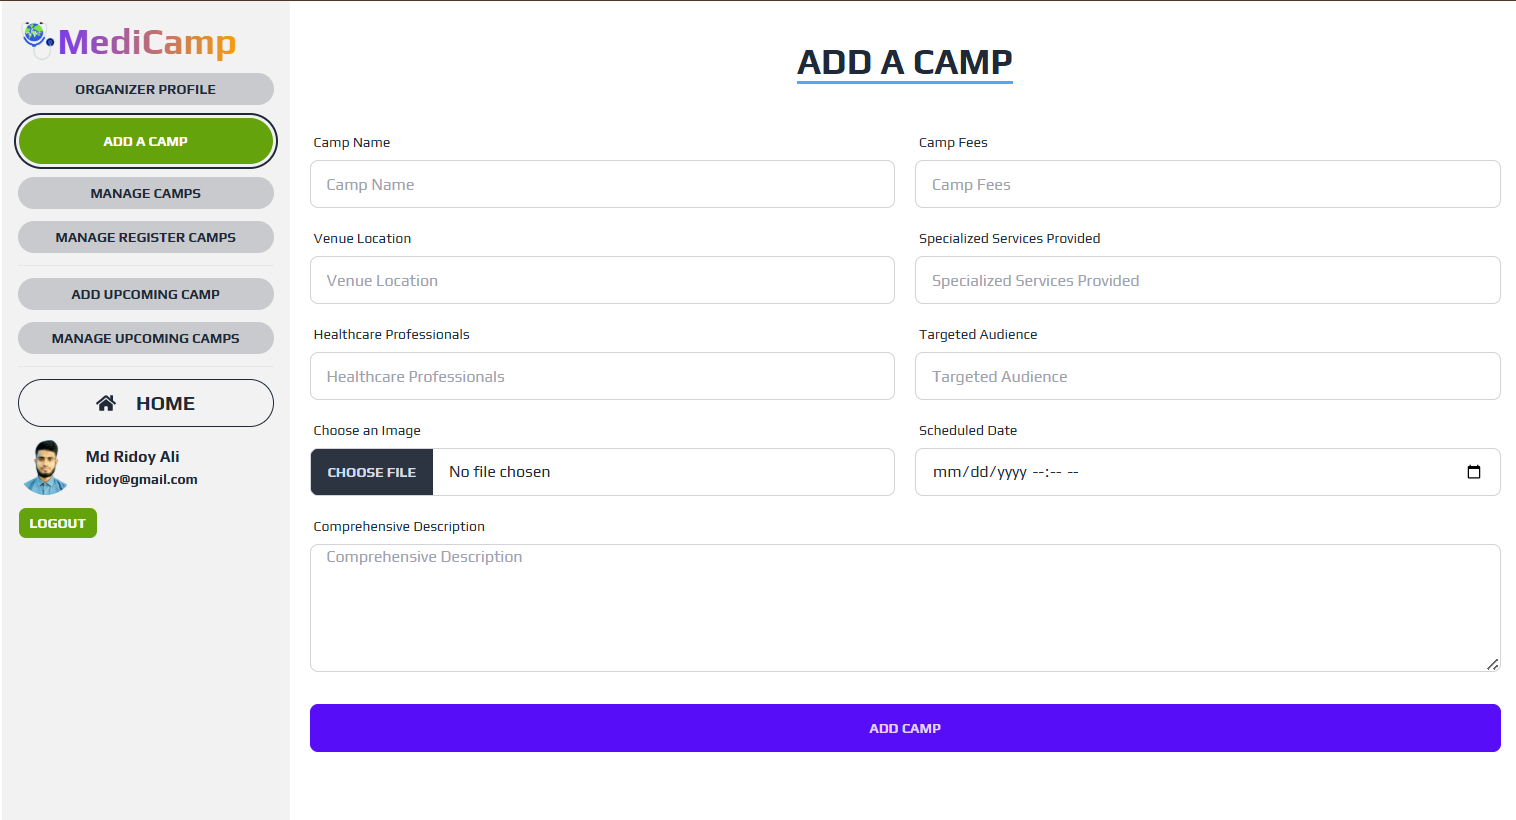 MediCamp
ORGANIZER PROFILE
ADD A CAMP
MANAGE CAMPS
MANAGE REGISTER CAMPS
ADD UPCOMING CAMP
MANAGE UPCOMING CAMPS
HOME
Md Ridoy Ali
ridoy@gmail.com
LOGOUT
ADD A CAMP
Camp Name
Camp Name
Camp Fees
Camp Fees
Venue Location
Venue Location
Specialized Services Provided
Specialized Services Provided
Healthcare Professionals
Healthcare Professionals
Targeted Audience
Targeted Audience
Choose an Image
CHOOSE FILE No file chosen
Scheduled Date
mm/dd/yyyy --:-- --
Comprehensive Description
Comprehensive Description
ADD CAMP